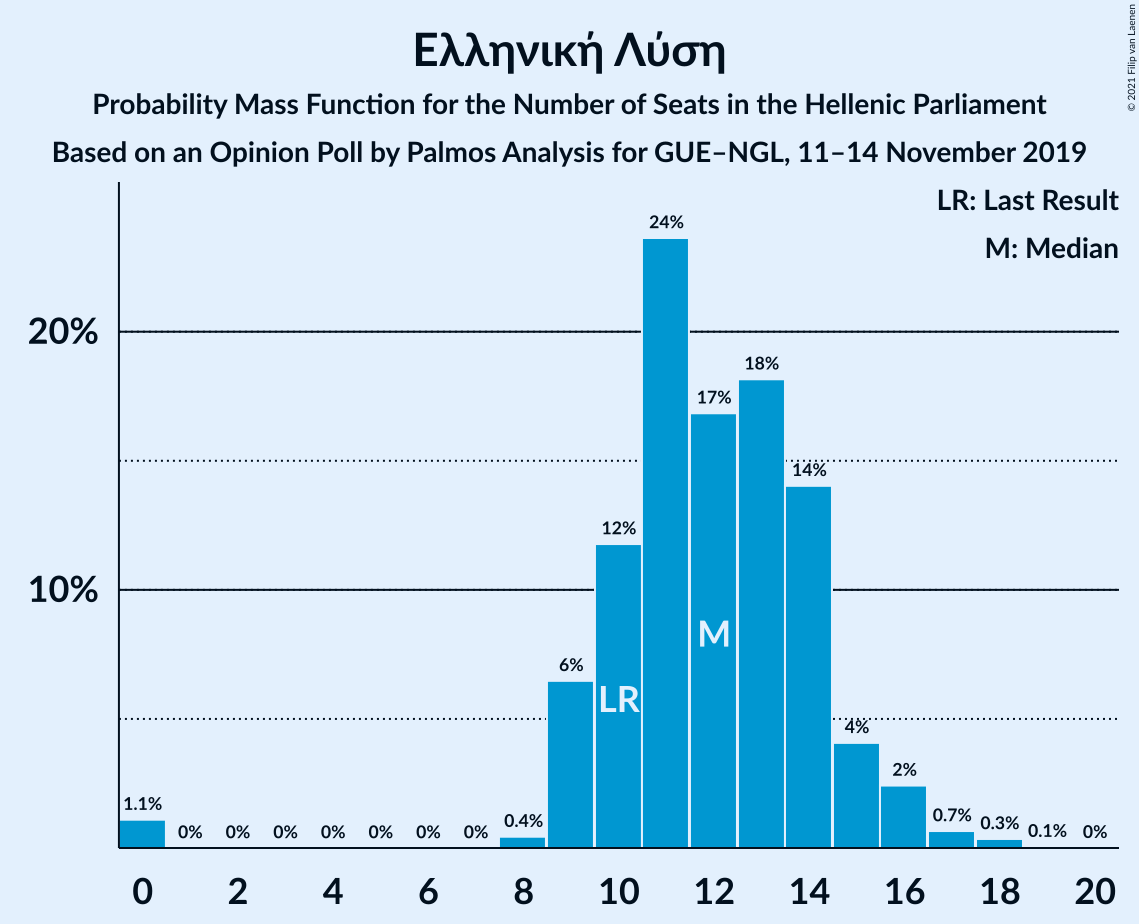 Ελληνική Λύση
Probability Mass Function for the Number of Seats in the Hellenic Parliament
Based on an Opinion Poll by Palmos Analysis for GUE–NGL, 11–14 November 2019
© 2021 Filip van Laenen
LR: Last Result
M: Median
20%
10%
1.1%
0%
0%
0%
0%
0%
0%
0%
0.4%
6%
12%
24%
17%
18%
14%
4%
2%
0.7%
0.3%
0.1%
0%
LR
M
0 2 4 6 8 10 12 14 16 18 20